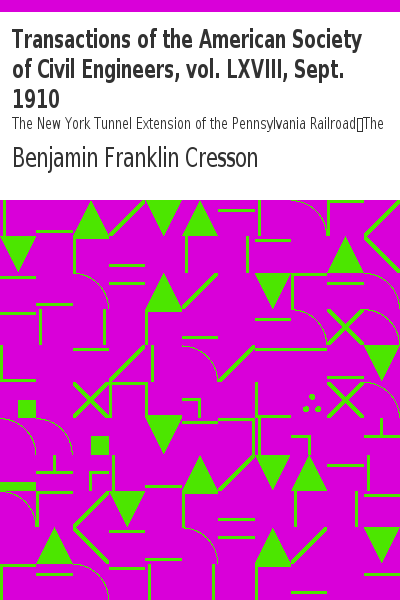 Transactions of the American Society
of Civil Engineers, vol. LXVIII, Sept.
1910
The New York Tunnel Extension of the Pennsylvania Railroad▯The
Benjamin Franklin Cresson